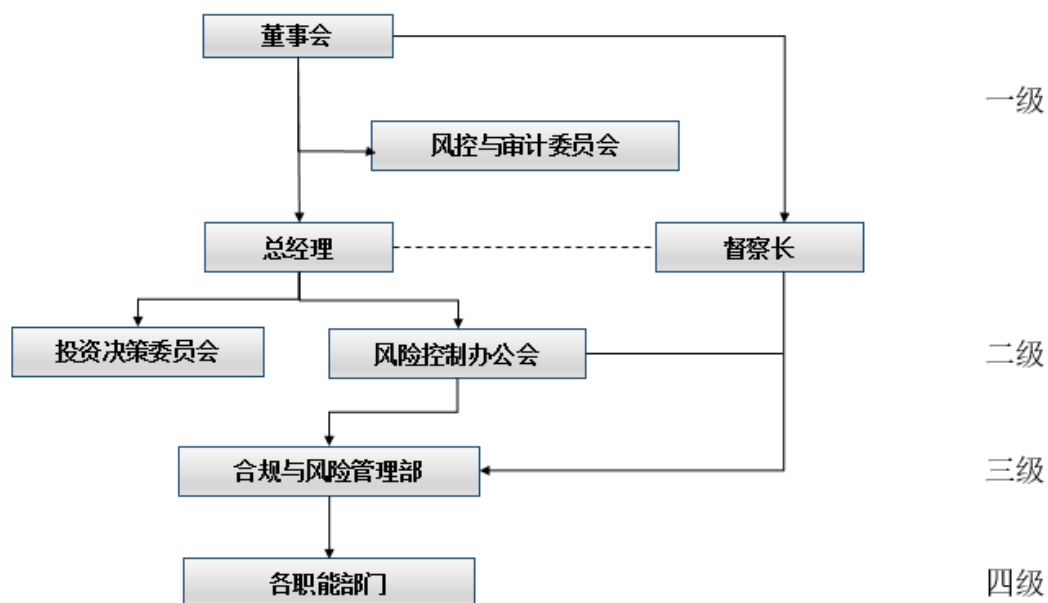 董事会
一级
风控与审计委员会
总经理
督察长
投资决策委员会
风险控制办公会
二级
合规与风险管理部
三级
各职能部门
四级